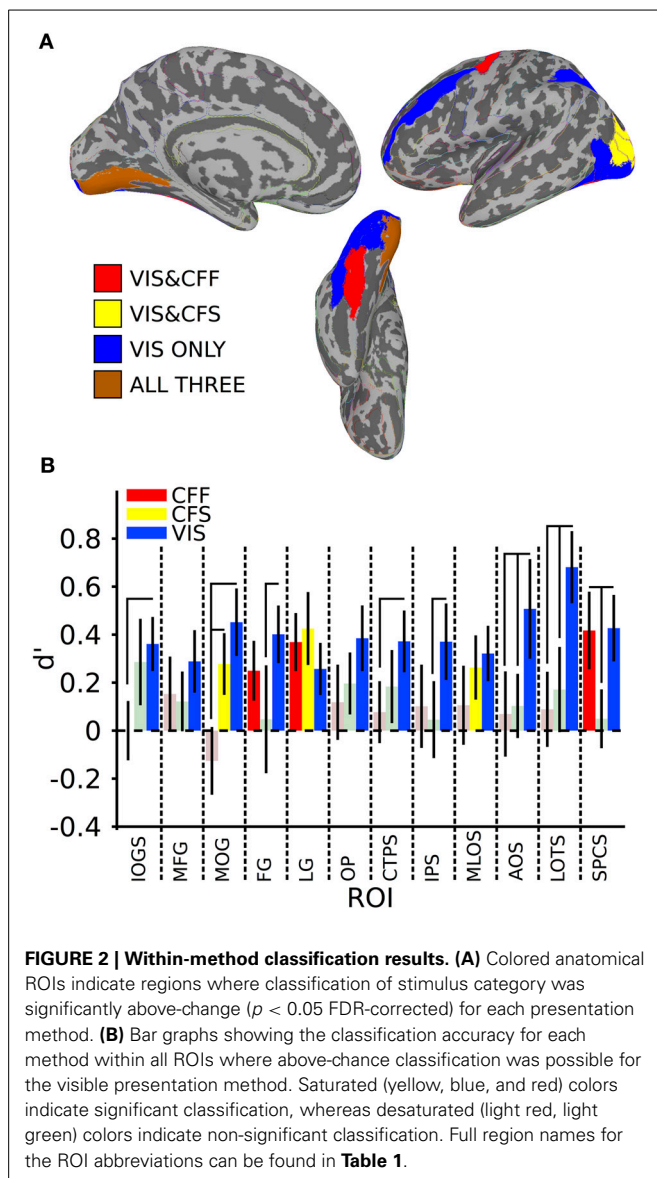 A
VIS&CFF
VIS&CFS
VIS ONLY
ALL THREE
B
CFF
CFS
VIS
0.8
0.6
0.4
0.2
0
-0.2
-0.4
d'
IOGS
MFG
MOG
FG
LG
OP
CTPS
IPS
MLOS
AOS
LOTS
SPCS
ROI
FIGURE 2 | Within-method classification results. (A) Colored anatomical
ROIs indicate regions where classification of stimulus category was
significantly above-change (p < 0.05 FDR-corrected) for each presentation
method. (B) Bar graphs showing the classification accuracy for each
method within all ROIs where above-chance classification was possible for
the visible presentation method. Saturated (yellow, blue, and red) colors
indicate significant classification, whereas desaturated (light red, light
green) colors indicate non-significant classification. Full region names for
the ROI abbreviations can be found in Table 1.